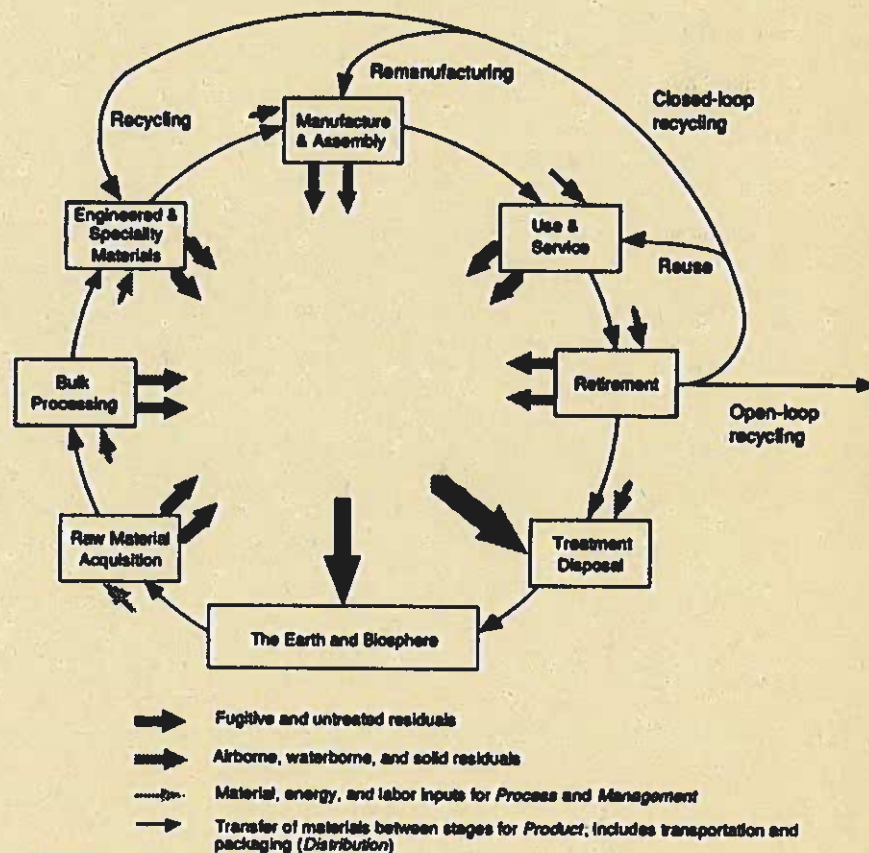 Remanufacturing
Closed-loop
recycling
Recycling
Manufacture
& Assembly
Engineered &
Speciality
Materials
Use &
Service
Reuse
Bulk
Processing
Retirement
Open-loop
recycling
Raw Material
Acquisition
Treatment
Disposal
The Earth and Biosphere
Fugitive and untreated residuals
Airborne, waterborne, and solid residuals
Material, energy, and labor inputs for Process and Management
Transfer of materials between stages for Product; includes transportation and
packaging (Distribution)